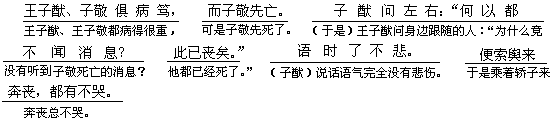 王子猷、子敬俱病篤， 而子敬先亡。 子猷问左右："何以都
王子猷、王子敬都病得很重， 可是子敬先死了。 （于是）王子猷问身边跟随的人："为什么竟
不闻消息？ 此已丧矣。" 语时了不悲。 便索舆来
没有听到子敬死亡的消息？ 他都已经死了。" （子猷）说话语气完全没有悲伤。 于是乘著轿子来
奔丧，都有不哭。
奔丧总不哭。